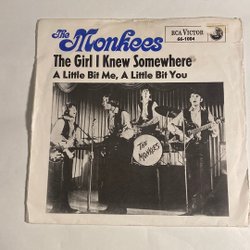 The Monkees
RCA VICTOR
66-1004
The Girl I Knew Somewhere
A Little Bit Me, A Little Bit You
THE MONKEES